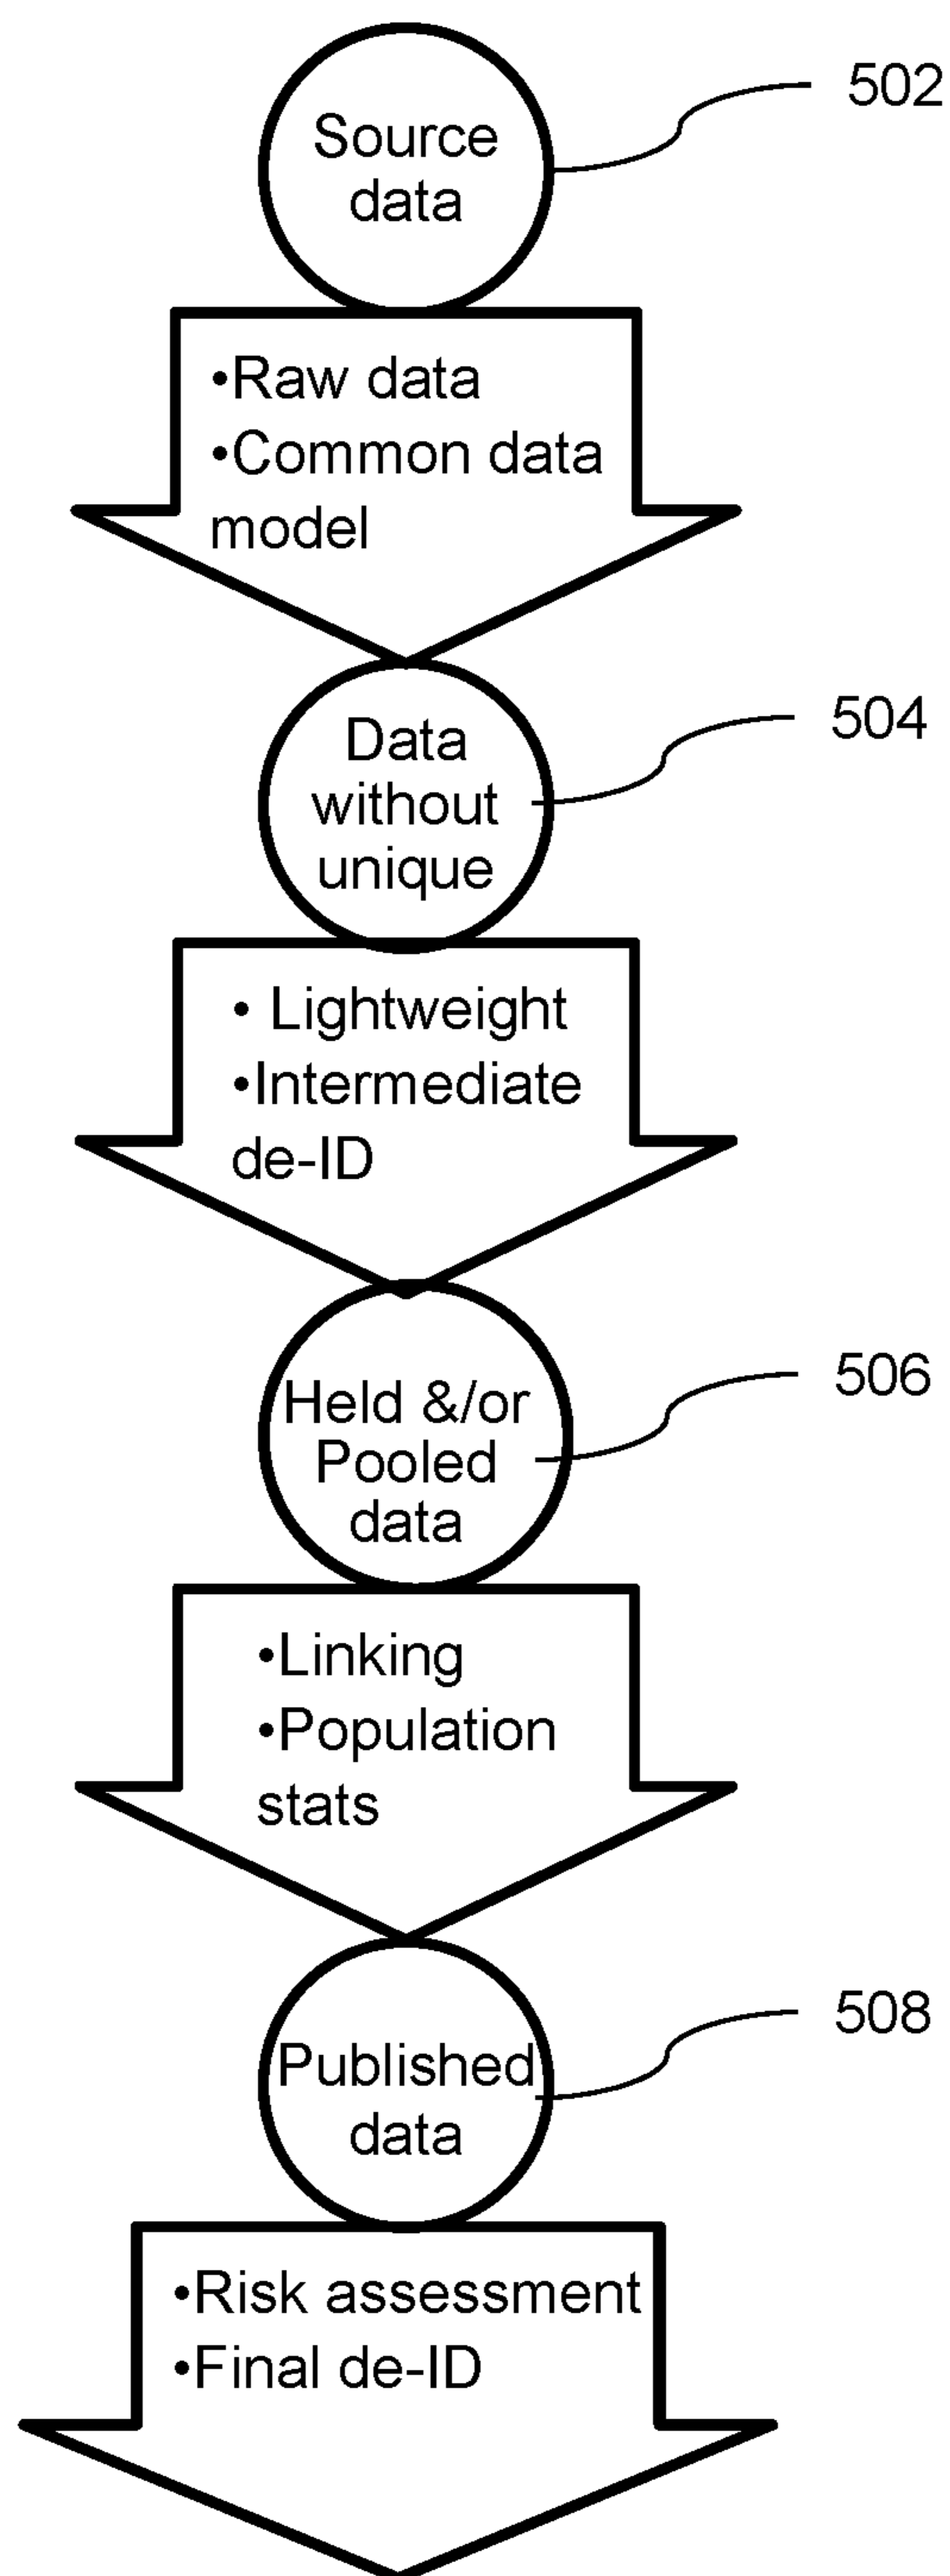 Source
data
502
•Raw data
•Common data
model
Data
without
unique
504
• Lightweight
•Intermediate
de-ID
Held &/or
Pooled
data
506
•Linking
•Population
stats
Published
data
508
•Risk assessment
•Final de-ID